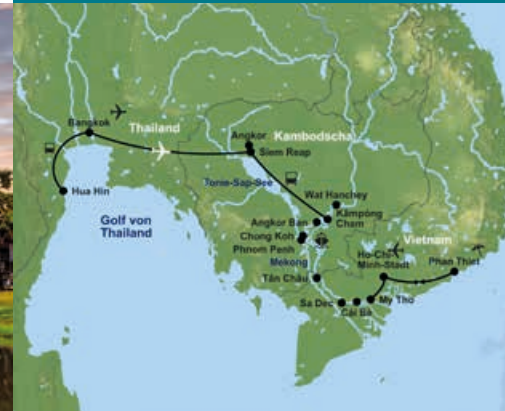 Bangkok
Thailand
Angkor
Kambodscha
Siem Reap
Hua Hin
Tonle-Sap-See
Wat Hanchey
Golf von
Thailand
Angkor Ban
Kâmpóng
Cham
Chong Koh
Phnom Penh
Mekong
Ho-Chi-
Minh-Stadt
Vietnam
Phan Thiet
Tân Châu
Sa Dec
Cái Bè
My Tho